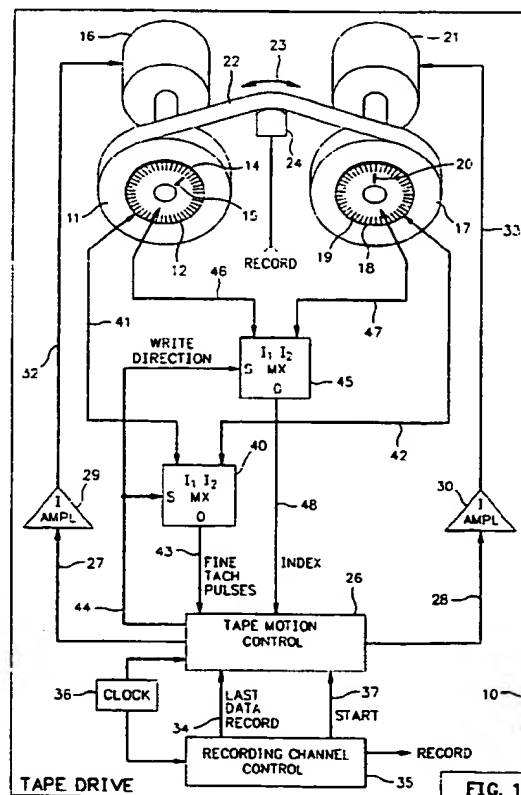 16
21
23
22
24
14
15
20
11
17
12
19
18
RECORD
33
46
47
41
WRITE
DIRECTION
I₁ I₂
S MX
O
45
32
42
I₁ I₂
S MX
O
40
29
I
AMPL
30
I
AMPL
48
43
27
FINE
TACH
PULSES
INDEX
26
28
44
TAPE MOTION
CONTROL
36
CLOCK
37
10
LAST
DATA
RECORD
34
START
RECORDING CHANNEL
CONTROL
RECORD
35
TAPE DRIVE
FIG. 1